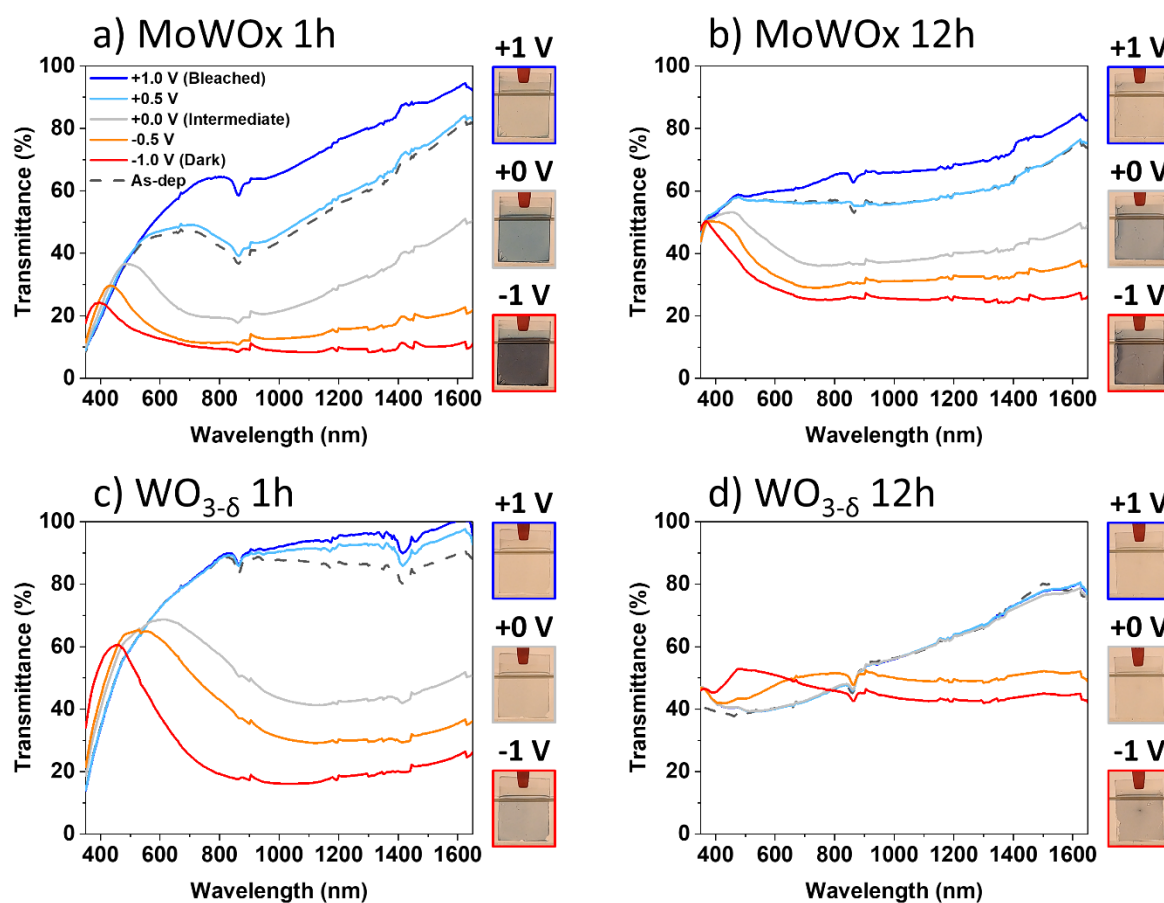 a) MoWOx 1h
Transmittance (%)
100
80
60
40
20
0
+1.0 V (Bleached)
+0.5 V
+0.0 V (Intermediate)
-0.5 V
-1.0 V (Dark)
As-dep
400 600 800 1000 1200 1400 1600
Wavelength (nm)
+1 V
+0 V
-1 V
b) MoWOx 12h
Transmittance (%)
100
80
60
40
20
0
400 600 800 1000 1200 1400 1600
Wavelength (nm)
+1 V
+0 V
-1 V
c) WO3-δ 1h
Transmittance (%)
100
80
60
40
20
0
400 600 800 1000 1200 1400 1600
Wavelength (nm)
+1 V
+0 V
-1 V
d) WO3-δ 12h
Transmittance (%)
100
80
60
40
20
0
400 600 800 1000 1200 1400 1600
Wavelength (nm)
+1 V
+0 V
-1 V